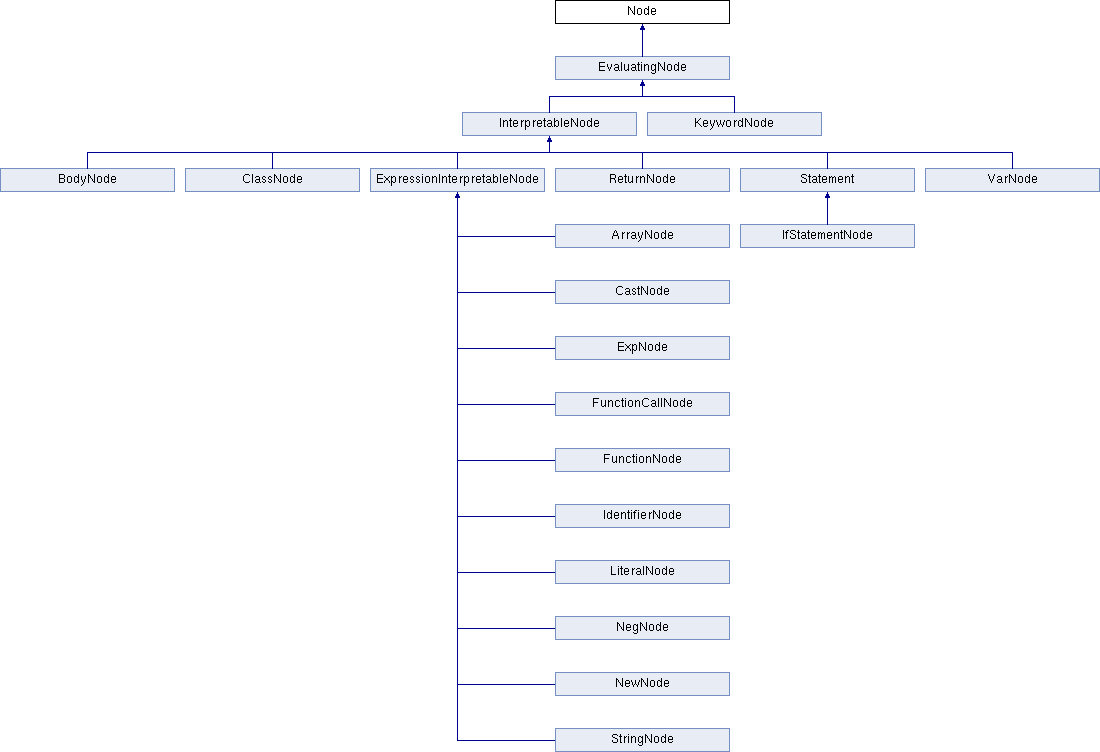 Node
EvaluatingNode
InterpretableNode
KeywordNode
BodyNode
ClassNode
ExpressionInterpretableNode
ReturnNode
Statement
VarNode
ArrayNode
IfStatementNode
CastNode
ExpNode
FunctionCallNode
FunctionNode
IdentifierNode
LiteralNode
NegNode
NewNode
StringNode